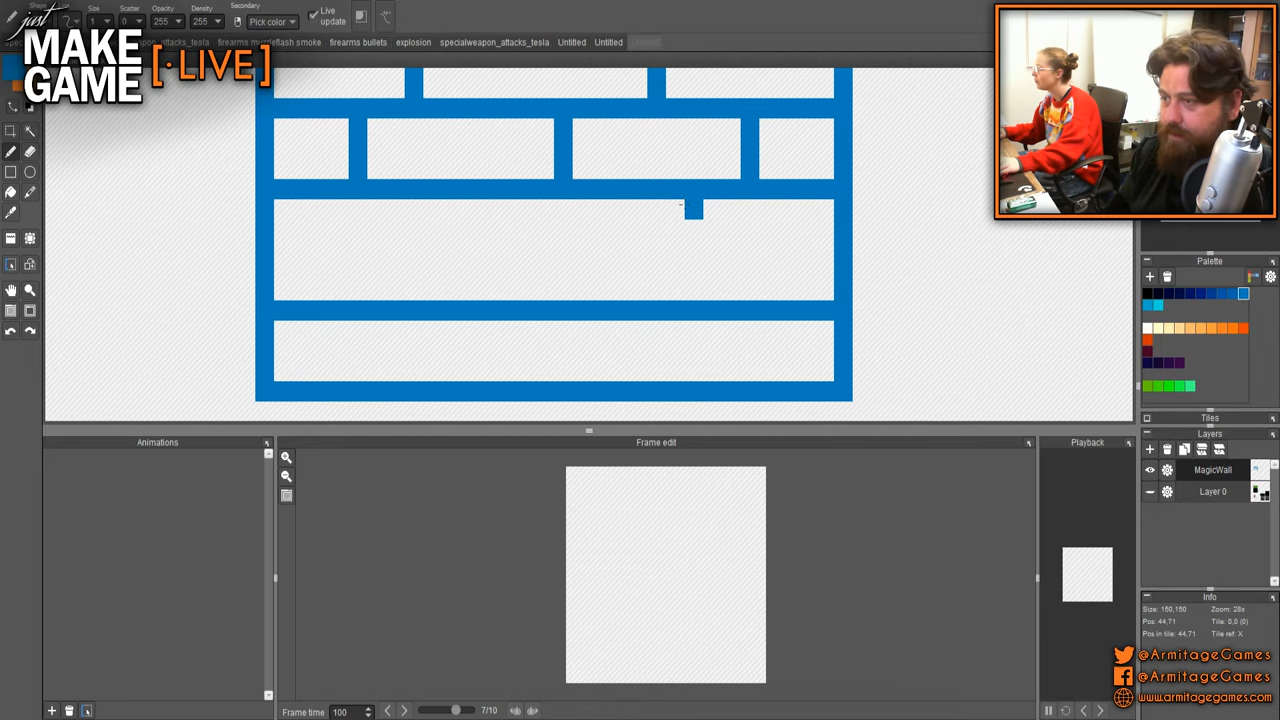 Size
Scatter
Density
Secondary
1
0
255
255
Pick color
Live update
just
MAKE
GAME
[·LIVE]
attacks_tesla
firearms muzzleflash smoke
firearms bullets
explosion
specialweapon_attacks_tesla
Untitled
Untitled
Palette
Tiles
Layers
MagicWall
Layer 0
Animations
Frame edit
Playback
Info
Size: 150,150
Zoom: 28x
Pos: 44,71
Tile: 0,0 (0)
Pos in tile: 44,71
Tile ref: X
@ArmitageGames
@ArmitageGames
www.armitagegames.com
Frame time
100
7/10